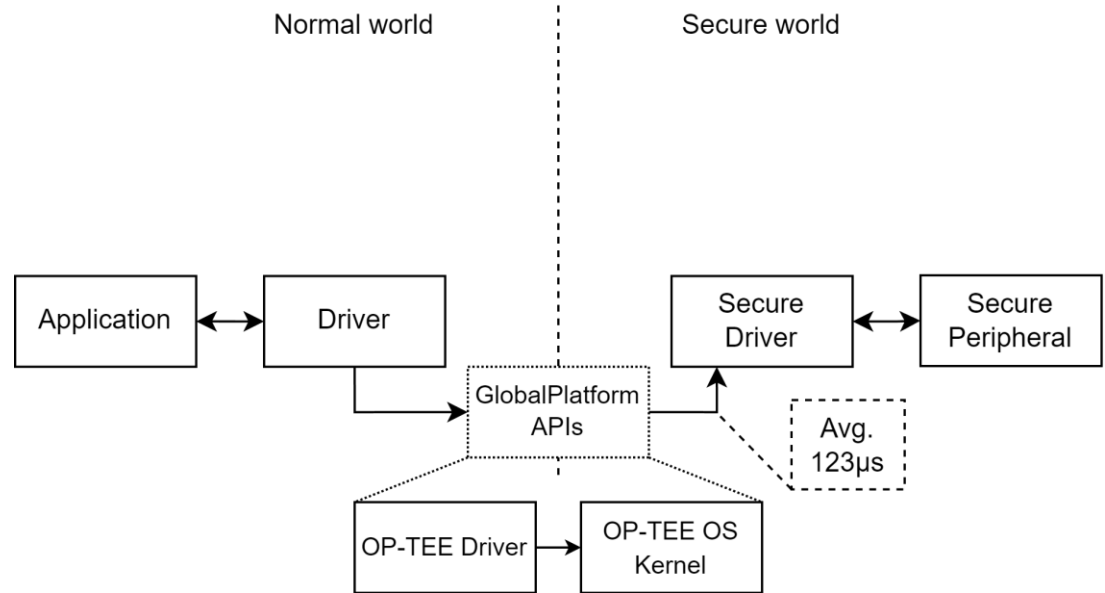 Normal world
Secure world
Application
Driver
Secure
Driver
Secure
Peripheral
GlobalPlatform
APIs
Avg.
123µs
OP-TEE Driver
OP-TEE OS
Kernel